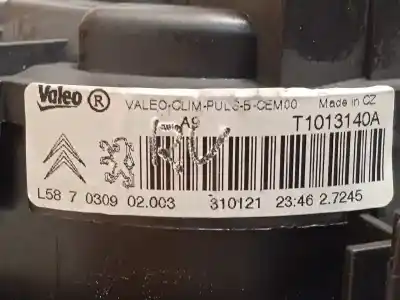 Valeo ® VALEO-CLIM-PULS-B-CEM00 Made in CZ
A9 T1013140A
RV
L58 7 0309 02.003 310121 23:46 2.7245